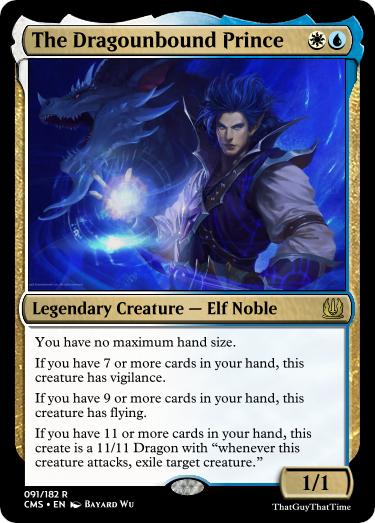 The Dragounbound Prince
Legendary Creature — Elf Noble
You have no maximum hand size.
If you have 7 or more cards in your hand, this
creature has vigilance.
If you have 9 or more cards in your hand, this
creature has flying.
If you have 11 or more cards in your hand, this
create is a 11/11 Dragon with “whenever this
creature attacks, exile target creature.”
1/1
091/182 R
CMS • EN Bayard Wu
ThatGuyThatTime